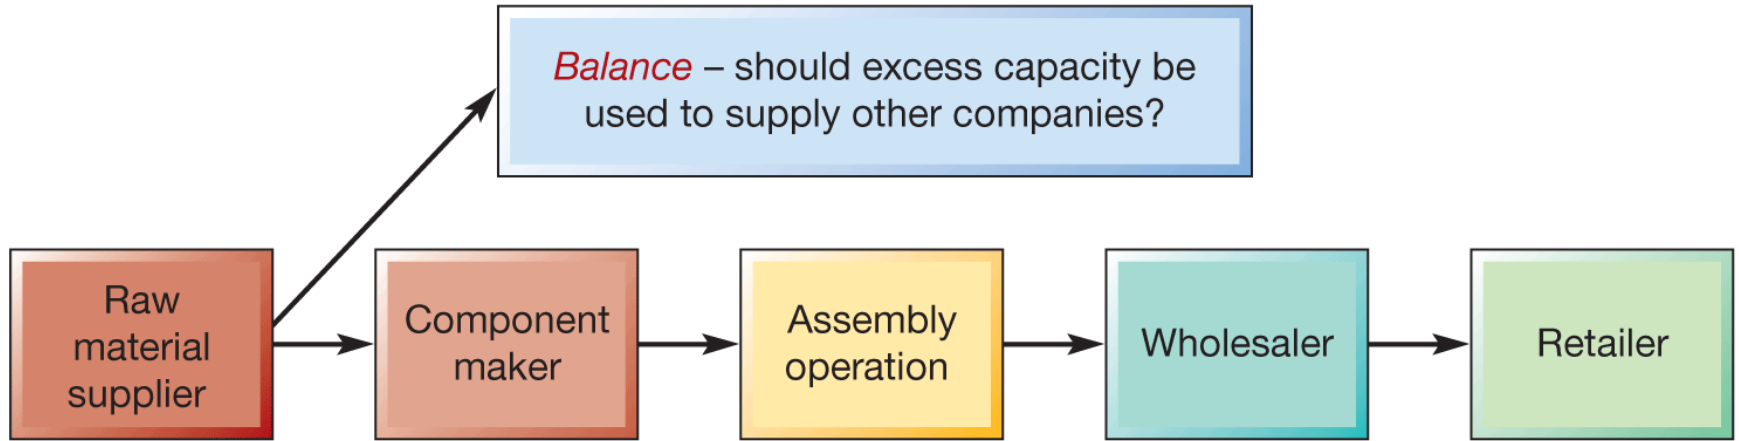 Balance – should excess capacity be
used to supply other companies?
Raw
material
supplier
Component
maker
Assembly
operation
Wholesaler
Retailer